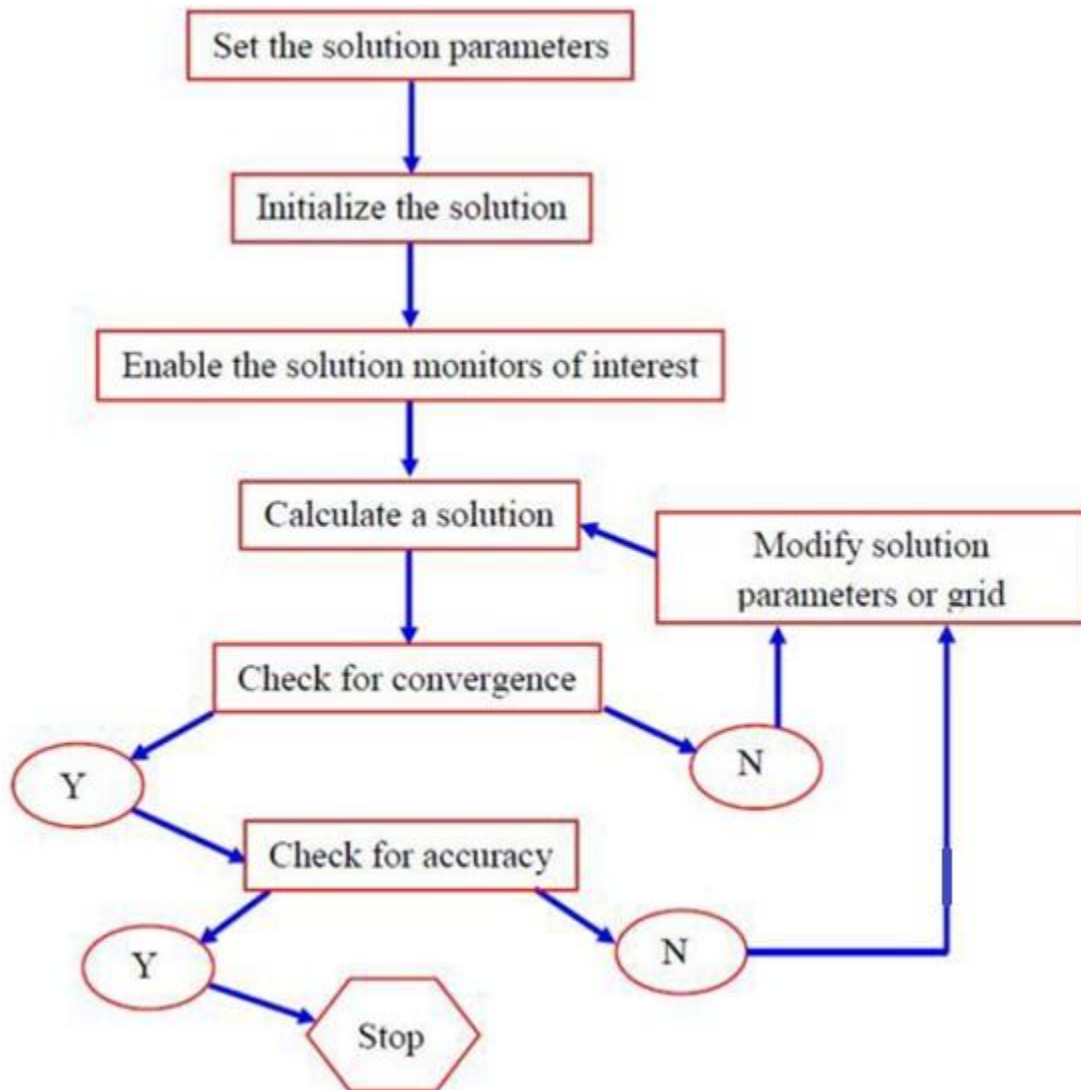 Set the solution parameters
Initialize the solution
Enable the solution monitors of interest
Calculate a solution
Modify solution
parameters or grid
Check for convergence
Y
N
Check for accuracy
Y
N
Stop